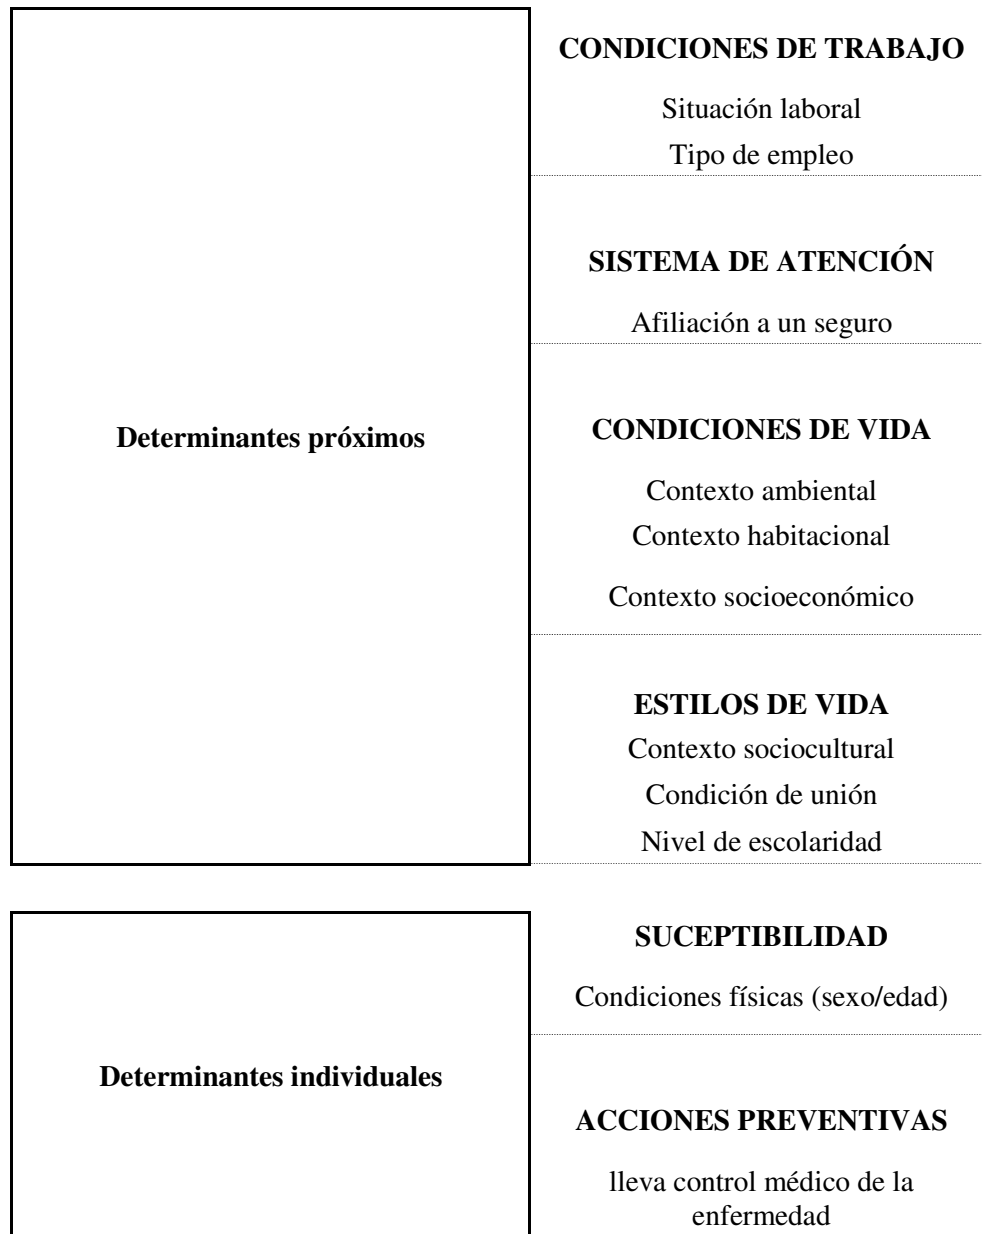 CONDICIONES DE TRABAJO
Situación laboral
Tipo de empleo
SISTEMA DE ATENCIÓN
Afiliación a un seguro
Determinantes próximos
CONDICIONES DE VIDA
Contexto ambiental
Contexto habitacional
Contexto socioeconómico
ESTILOS DE VIDA
Contexto sociocultural
Condición de unión
Nivel de escolaridad
SUCEPTIBILIDAD
Condiciones físicas (sexo/edad)
Determinantes individuales
ACCIONES PREVENTIVAS
lleva control médico de la
enfermedad